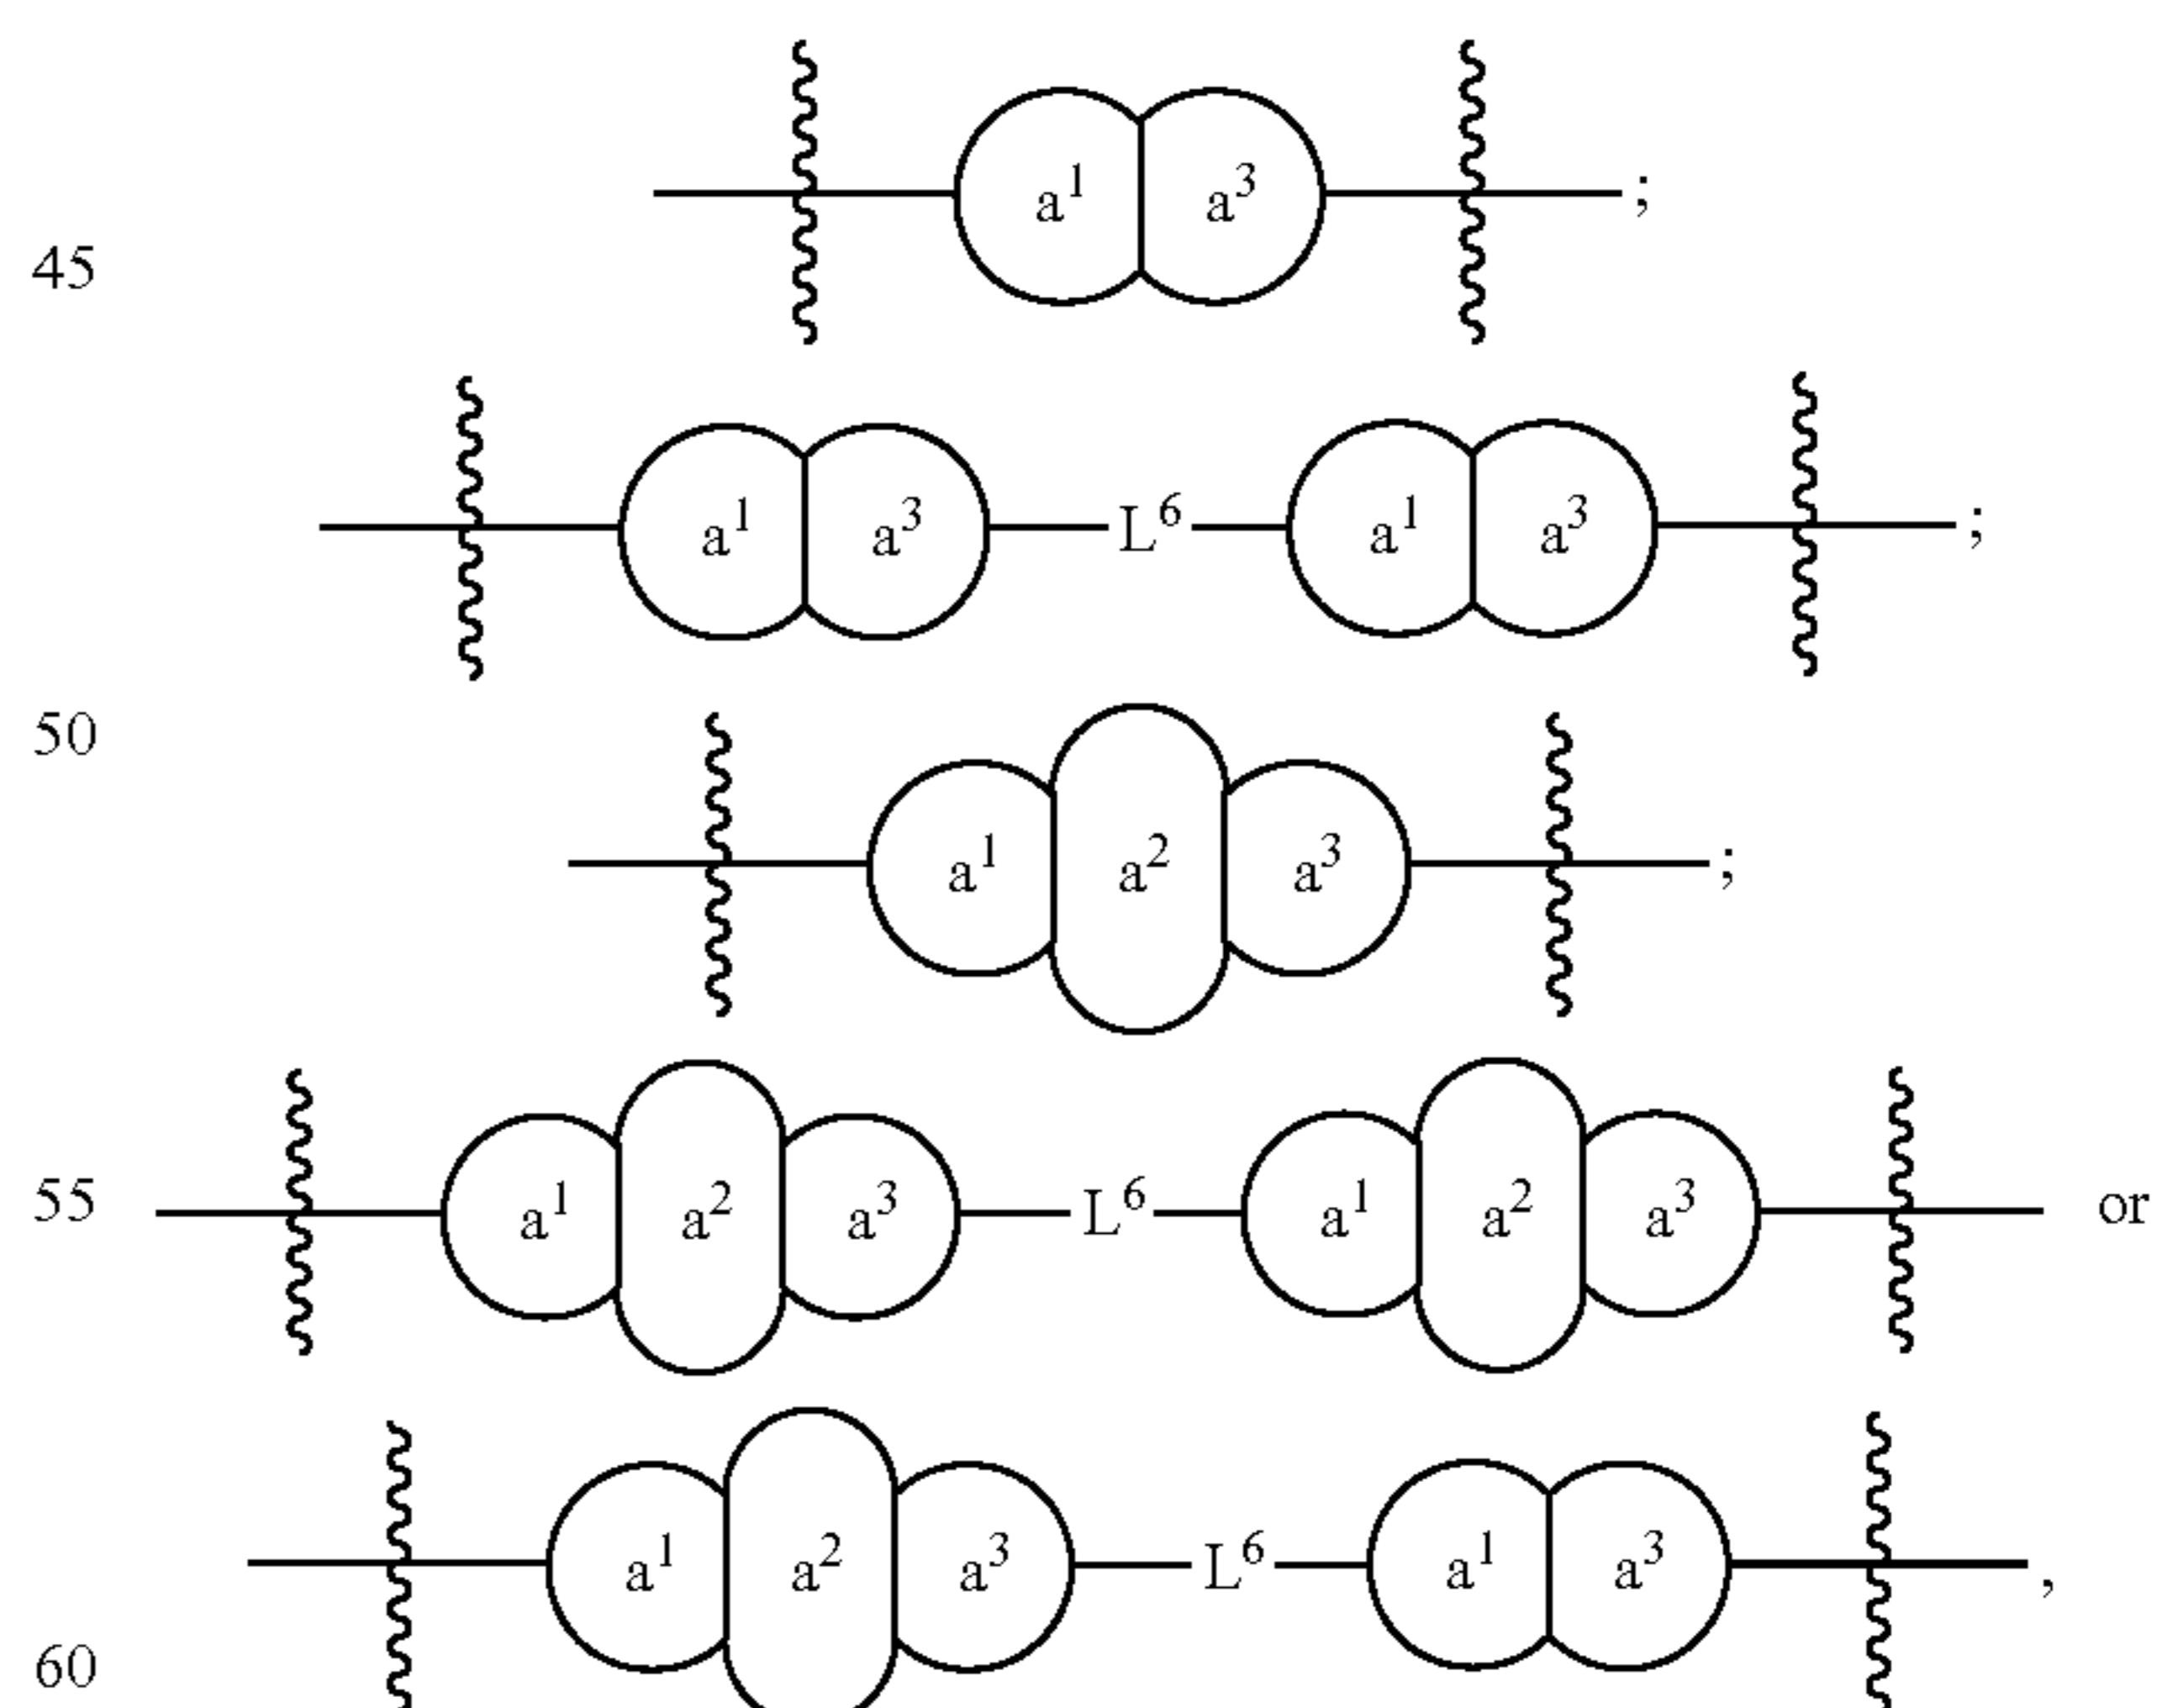 a¹ a³ ;
45
a¹ a³ L⁶ a¹ a³ ;
50
a¹ a² a³ ;
55 a¹ a² a³ L⁶ a¹ a² a³ or
a¹ a² a³ L⁶ a¹ a³ ,
60